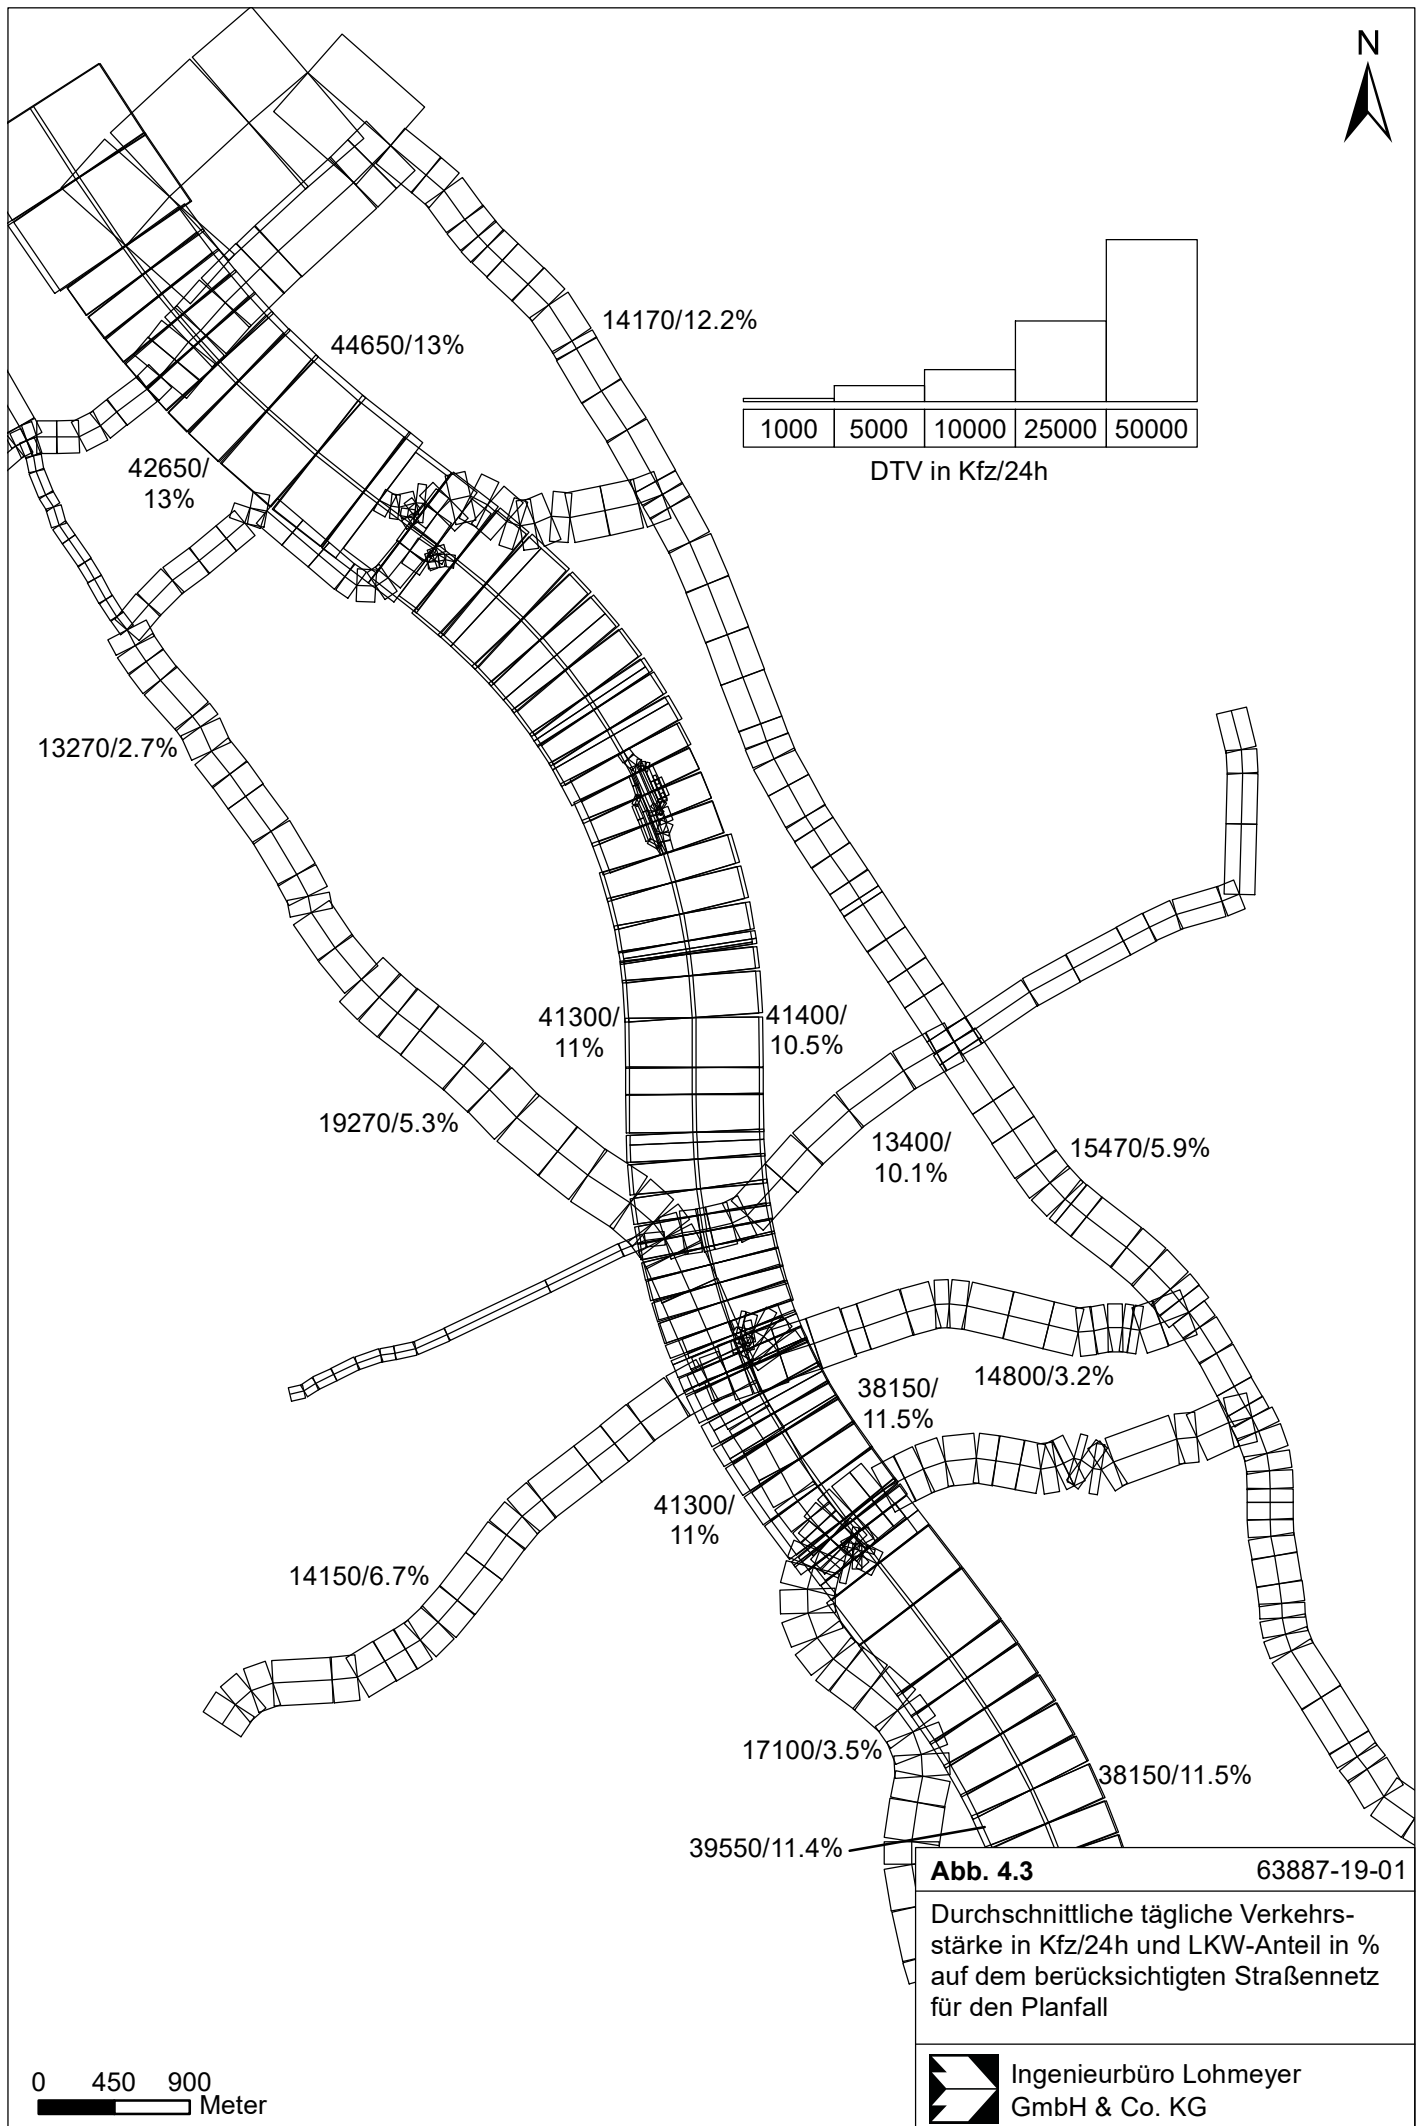 N
14170/12.2%
44650/13%
1000 5000 10000 25000 50000
DTV in Kfz/24h
42650/
13%
13270/2.7%
41300/
11%
41400/
10.5%
19270/5.3%
13400/
10.1%
15470/5.9%
14800/3.2%
38150/
11.5%
41300/
11%
14150/6.7%
17100/3.5%
38150/11.5%
39550/11.4%
Abb. 4.3 63887-19-01
Durchschnittliche tägliche Verkehrs-
stärke in Kfz/24h und LKW-Anteil in %
auf dem berücksichtigten Straßennetz
für den Planfall
0 450 900
Meter
Ingenieurbüro Lohmeyer
GmbH & Co. KG